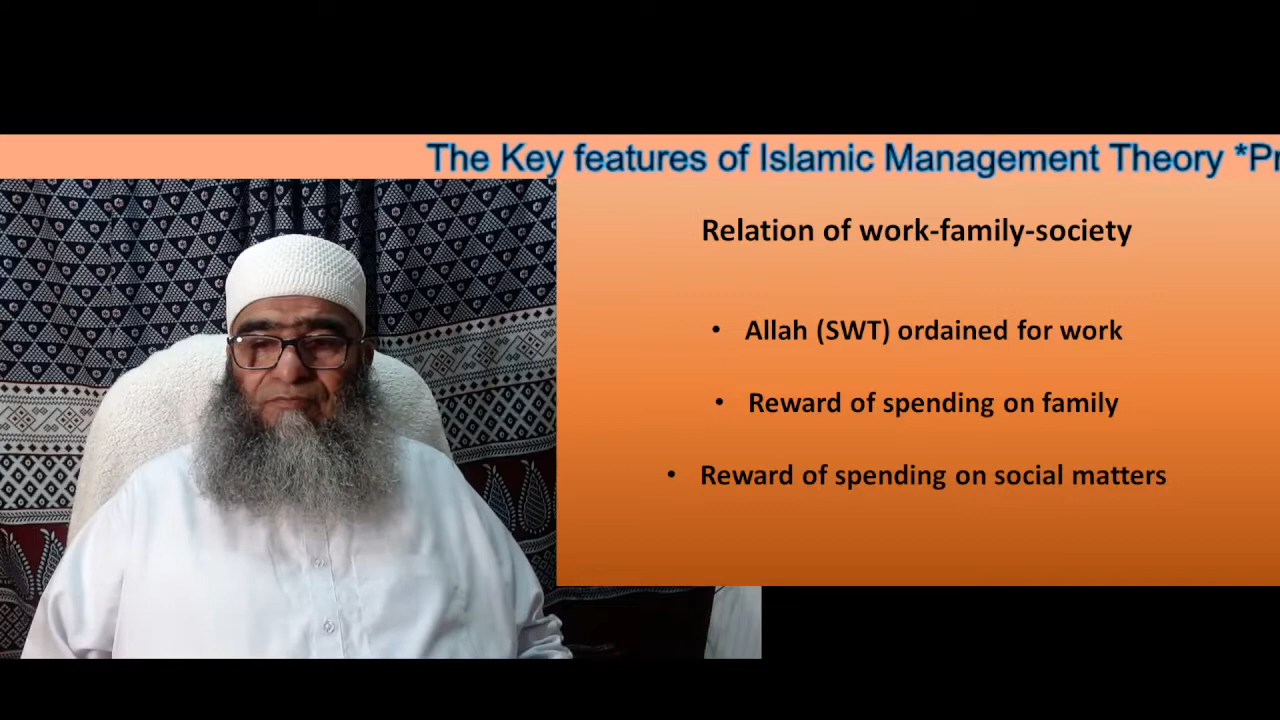 The Key features of Islamic Management Theory
Relation of work-family-society
• Allah (SWT) ordained for work
• Reward of spending on family
• Reward of spending on social matters